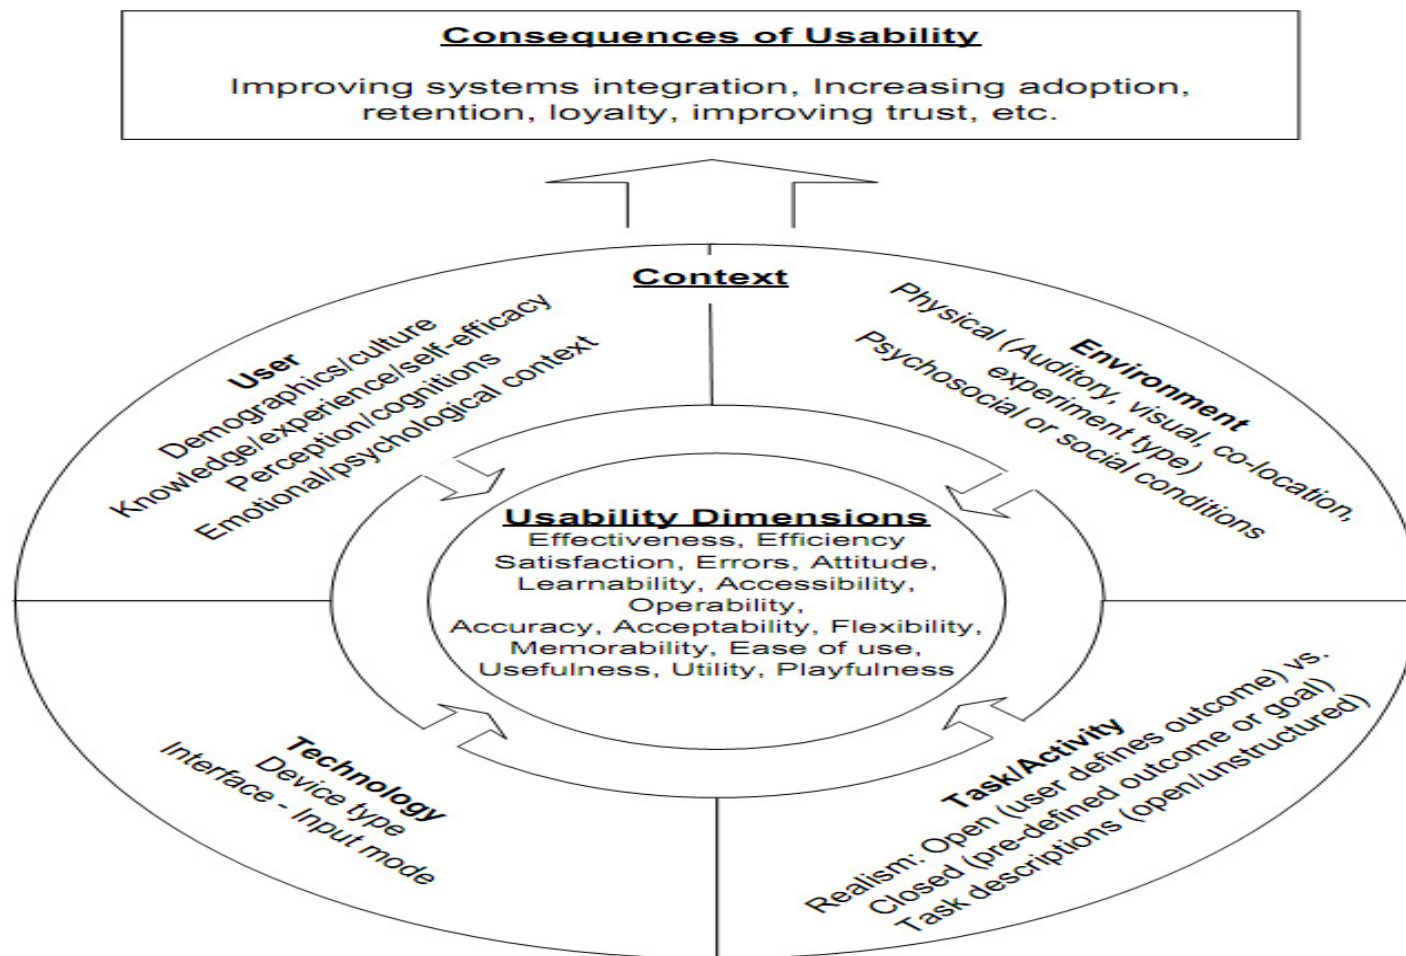 Consequences of Usability
Improving systems integration, Increasing adoption,
retention, loyalty, improving trust, etc.
Context
User
Demographics/culture
Knowledge/experience/self-efficacy
Perception/cognitions
Emotional/psychological context
Environment
Physical (Auditory, visual, co-location,
experiment type)
Psychosocial or social conditions
Usability Dimensions
Effectiveness, Efficiency
Satisfaction, Errors, Attitude,
Learnability, Accessibility,
Operability,
Accuracy, Acceptability, Flexibility,
Memorability, Ease of use,
Usefulness, Utility, Playfulness
Technology
Device type
Interface - Input mode
Task/Activity
Realism: Open (user defines outcome) vs.
Closed (pre-defined outcome or goal)
Task descriptions (open/unstructured)